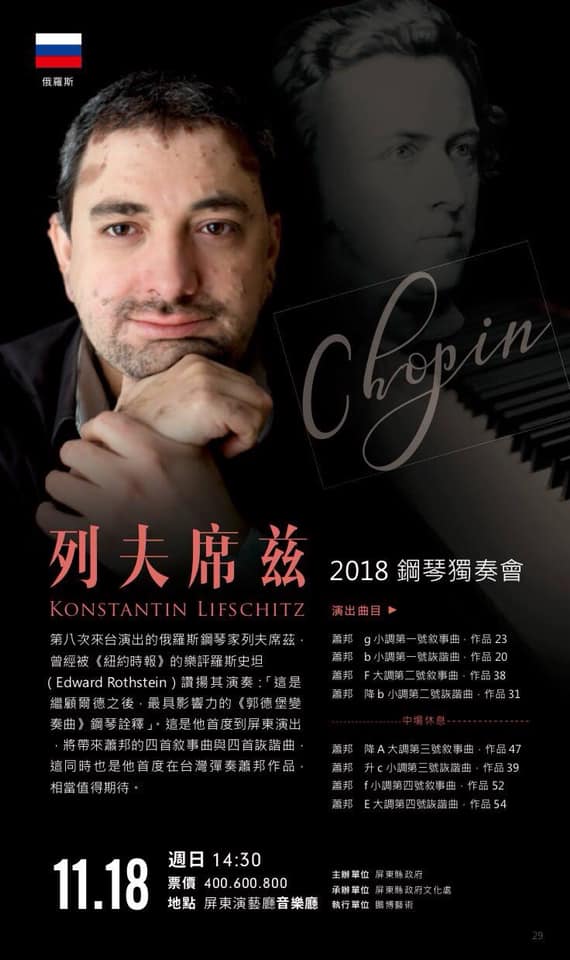 俄羅斯
Chopin
列夫席茲
2018 鋼琴獨奏會
KONSTANTIN LIFSCHITZ
第八次來台演出的俄羅斯鋼琴家列夫席茲，
曾經被《紐約時報》的樂評羅斯史坦
( Edward Rothstein ) 讚揚其演奏：「這是
繼顧爾德之後，最具影響力的《郭德堡變
奏曲》鋼琴詮釋」。這是他首度到屏東演出
，將帶來蕭邦的四首敘事曲與四首詼諧曲，
這同時也是他首度在台灣彈奏蕭邦作品，
相當值得期待。
演出曲目 ►
蕭邦 g 小調第一號敘事曲，作品 23
蕭邦 b 小調第一號詼諧曲，作品 20
蕭邦 F 大調第二號敘事曲，作品 38
蕭邦 降 b 小調第二號詼諧曲，作品 31
中場休息
蕭邦 降 A 大調第三號敘事曲，作品 47
蕭邦 升 c 小調第三號詼諧曲，作品 39
蕭邦 f 小調第四號敘事曲，作品 52
蕭邦 E 大調第四號詼諧曲，作品 54
11.18
週日 14:30
票價 400.600.800
地點 屏東演藝廳音樂廳
主辦單位 屏東縣政府
承辦單位 屏東縣政府文化處
執行單位 鵬博藝術
29